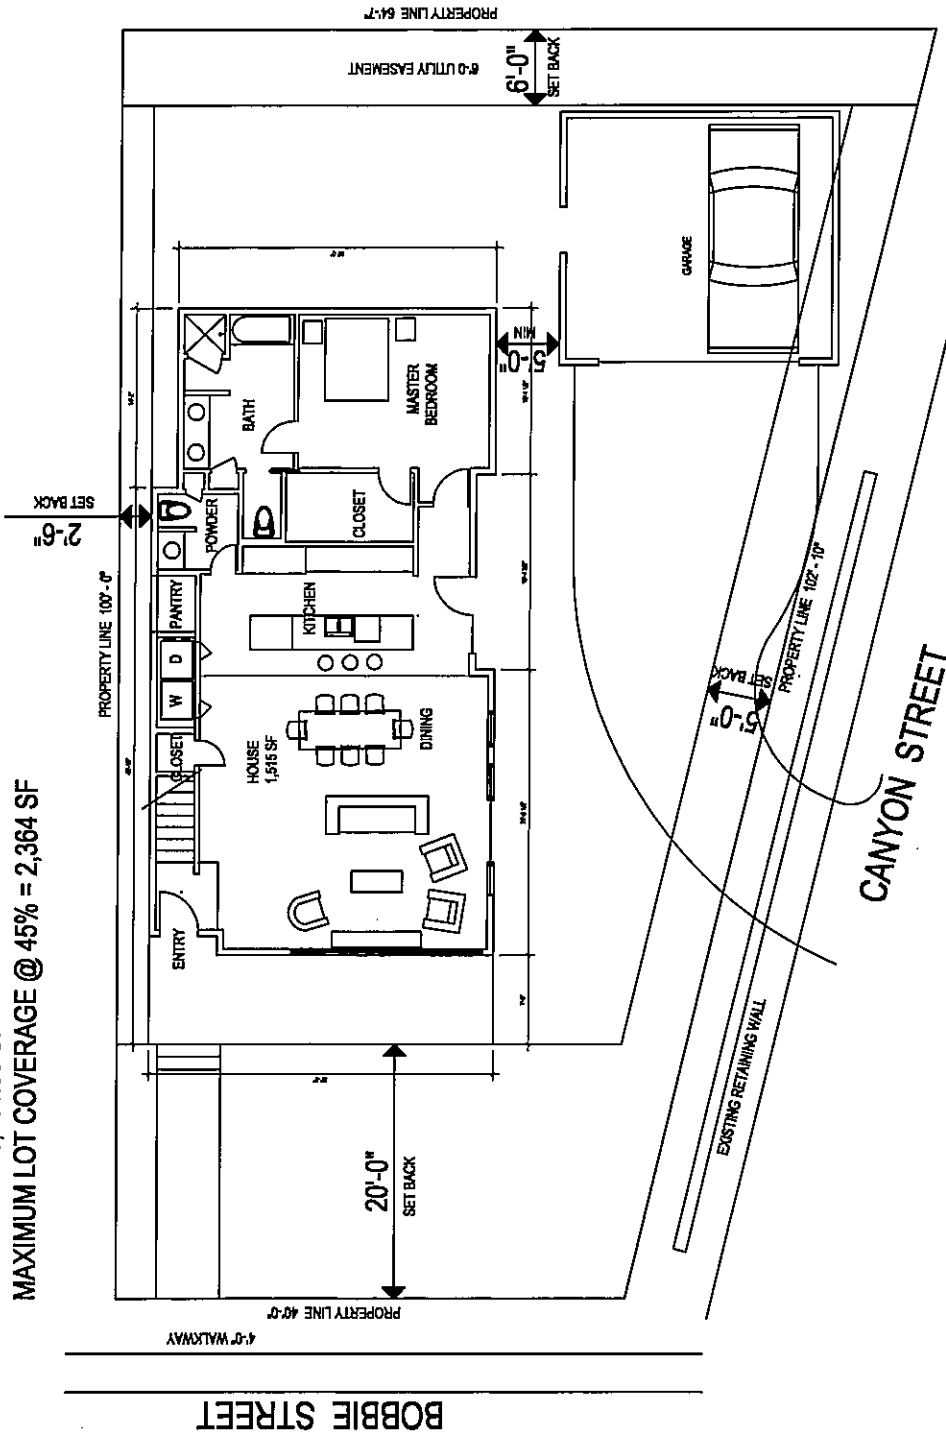 MAXIMUM LOT COVERAGE @ 45% = 2,364 SF
PROPERTY LINE 100'-0"
2'-6"
SET BACK
PROPERTY LINE 64'-7"
6'-0 UTILIY EASEMENT
6'-0"
SET BACK
ENTRY
CLOSET
W
D
PANTRY
POWDER
BATH
HOUSE
1,515 SF
KITCHEN
CLOSET
MASTER
BEDROOM
DINING
5'-0"
MIN
GARAGE
20'-0"
SET BACK
PROPERTY LINE 40'-0"
4'-0" WALKWAY
BOBBIE STREET
5'-0"
SET BACK
PROPERTY LINE 102' - 10"
EXISTING RETAINING WALL
CANYON STREET